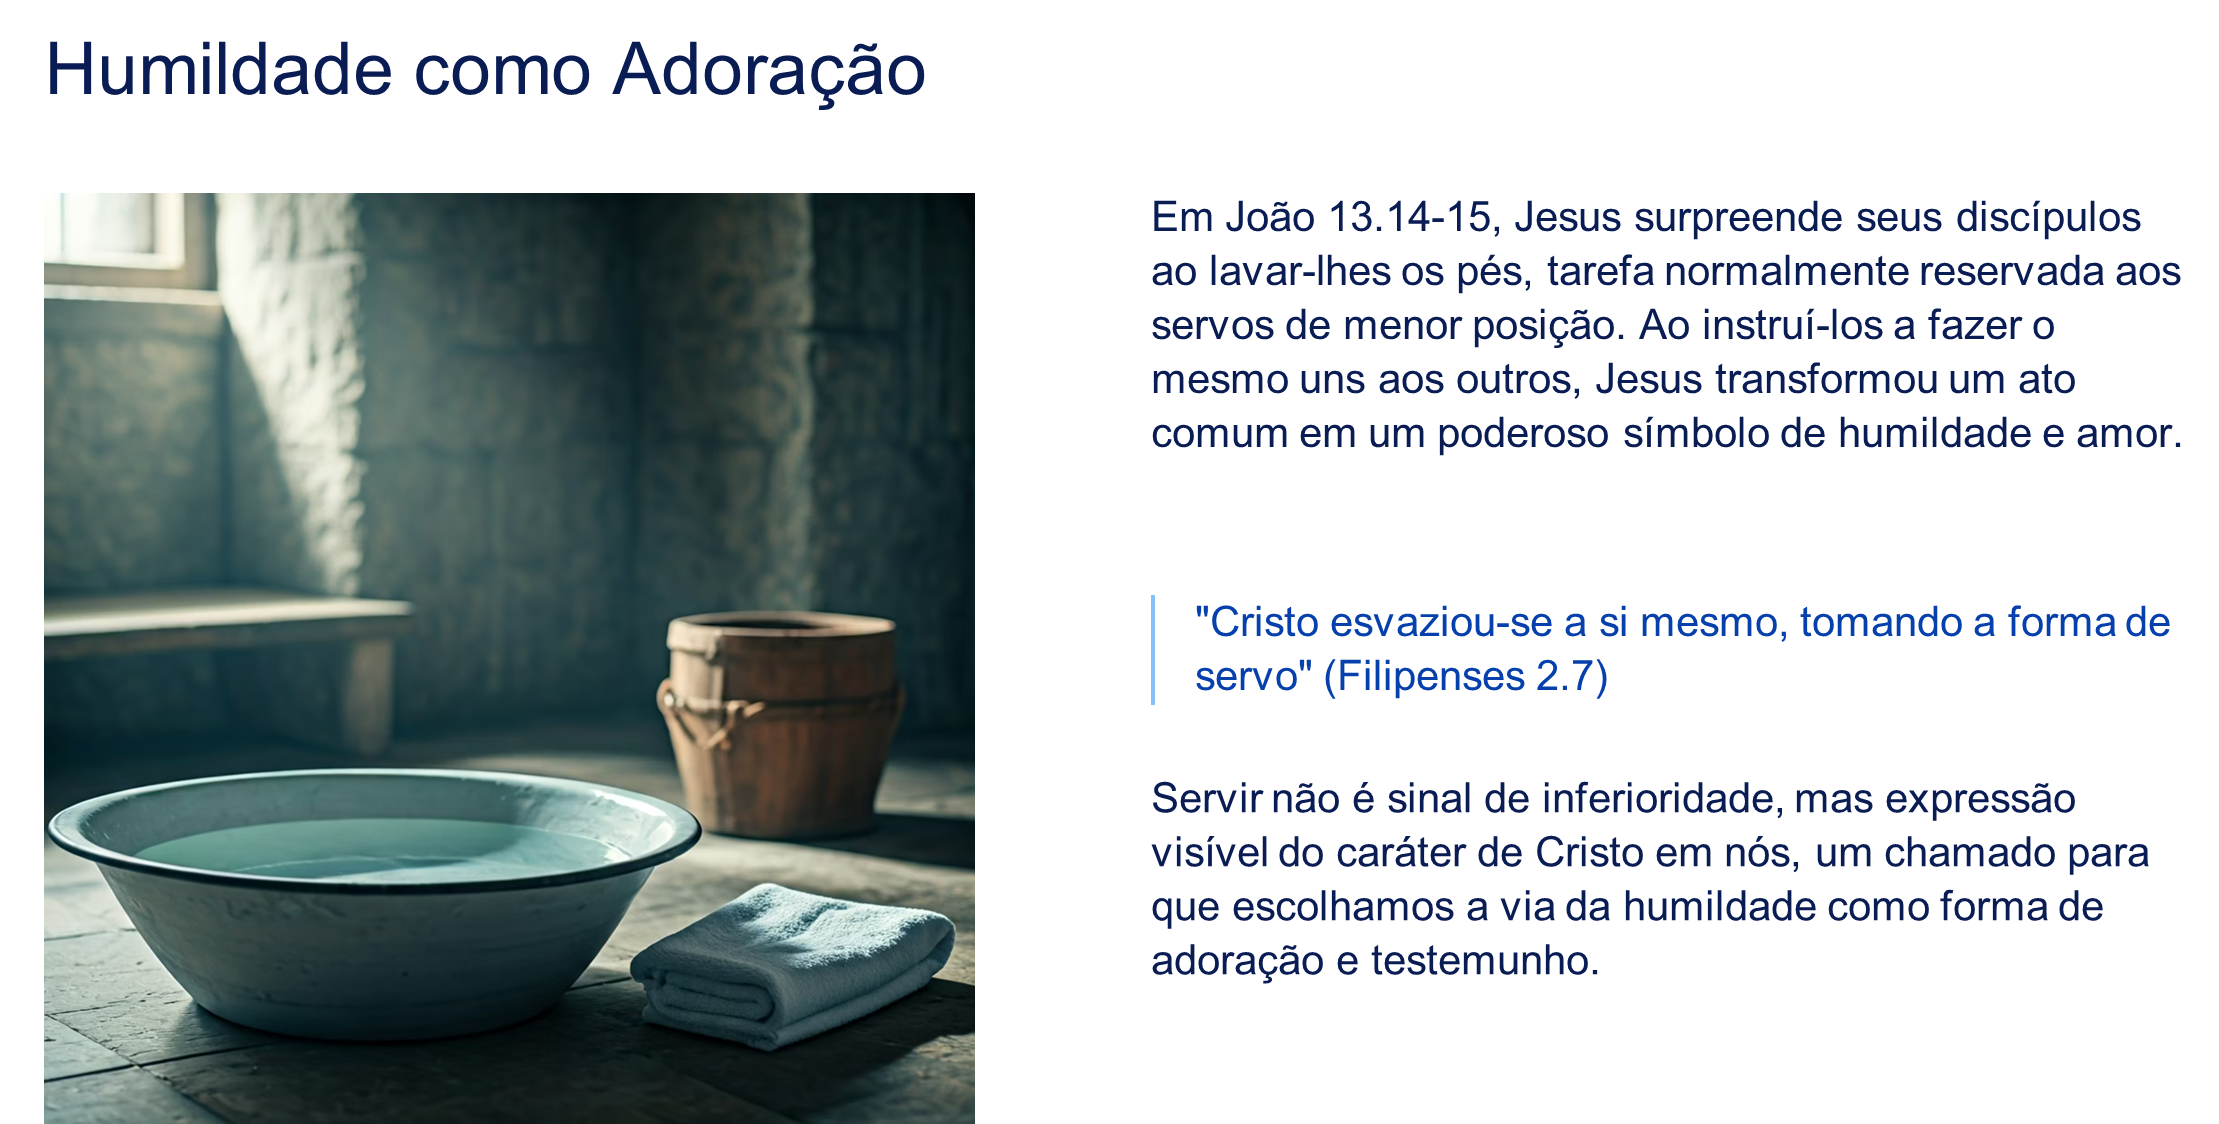 Humildade como Adoração
Em João 13.14-15, Jesus surpreende seus discípulos
ao lavar-lhes os pés, tarefa normalmente reservada aos
servos de menor posição. Ao instruí-los a fazer o
mesmo uns aos outros, Jesus transformou um ato
comum em um poderoso símbolo de humildade e amor.
"Cristo esvaziou-se a si mesmo, tomando a forma de
servo" (Filipenses 2.7)
Servir não é sinal de inferioridade, mas expressão
visível do caráter de Cristo em nós, um chamado para
que escolhamos a via da humildade como forma de
adoração e testemunho.